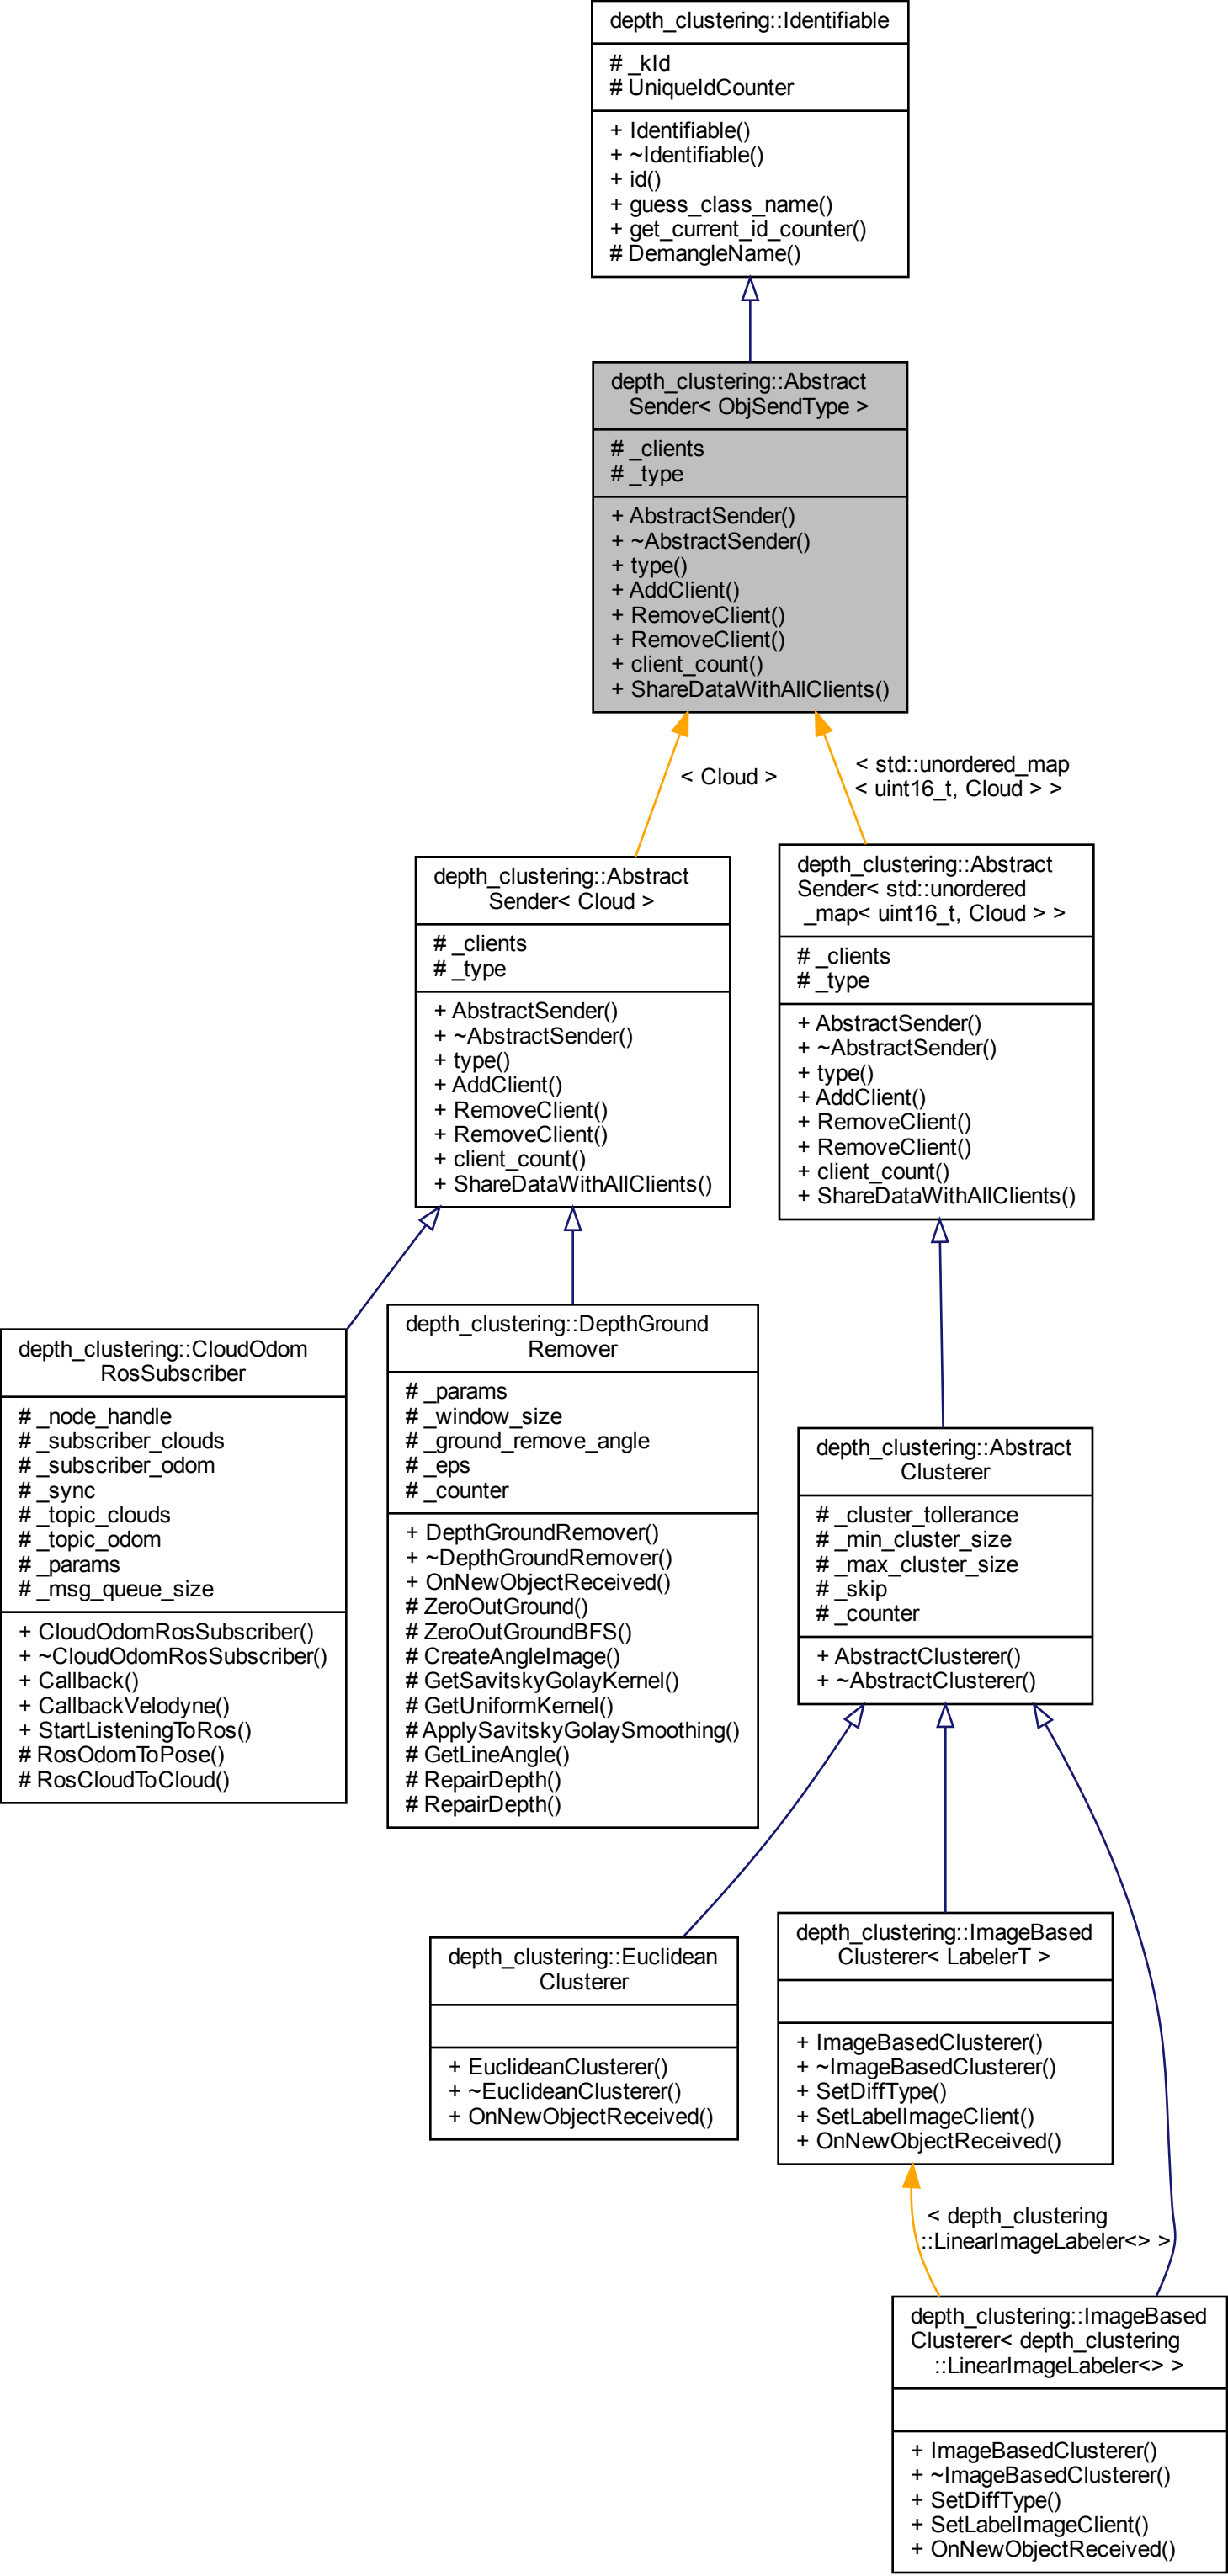 depth_clustering::Identifiable
# _kId
# UniqueIdCounter
+ Identifiable()
+ ~Identifiable()
+ id()
+ guess_class_name()
+ get_current_id_counter()
# DemangleName()
depth_clustering::Abstract
Sender< ObjSendType >
# _clients
# _type
+ AbstractSender()
+ ~AbstractSender()
+ type()
+ AddClient()
+ RemoveClient()
+ RemoveClient()
+ client_count()
+ ShareDataWithAllClients()
< Cloud >
< std::unordered_map
< uint16_t, Cloud > >
depth_clustering::Abstract
Sender< Cloud >
# _clients
# _type
+ AbstractSender()
+ ~AbstractSender()
+ type()
+ AddClient()
+ RemoveClient()
+ RemoveClient()
+ client_count()
+ ShareDataWithAllClients()
depth_clustering::Abstract
Sender< std::unordered
_map< uint16_t, Cloud > >
# _clients
# _type
+ AbstractSender()
+ ~AbstractSender()
+ type()
+ AddClient()
+ RemoveClient()
+ RemoveClient()
+ client_count()
+ ShareDataWithAllClients()
depth_clustering::CloudOdom
RosSubscriber
# _node_handle
# _subscriber_clouds
# _subscriber_odom
# _sync
# _topic_clouds
# _topic_odom
# _params
# _msg_queue_size
+ CloudOdomRosSubscriber()
+ ~CloudOdomRosSubscriber()
+ Callback()
+ CallbackVelodyne()
+ StartListeningToRos()
# RosOdomToPose()
# RosCloudToCloud()
depth_clustering::DepthGround
Remover
# _params
# _window_size
# _ground_remove_angle
# _eps
# _counter
+ DepthGroundRemover()
+ ~DepthGroundRemover()
+ OnNewObjectReceived()
# ZeroOutGround()
# ZeroOutGroundBFS()
# CreateAngleImage()
# GetSavitskyGolayKernel()
# GetUniformKernel()
# ApplySavitskyGolaySmoothing()
# GetLineAngle()
# RepairDepth()
# RepairDepth()
depth_clustering::Abstract
Clusterer
# _cluster_tollerance
# _min_cluster_size
# _max_cluster_size
# _skip
# _counter
+ AbstractClusterer()
+ ~AbstractClusterer()
depth_clustering::Euclidean
Clusterer
+ EuclideanClusterer()
+ ~EuclideanClusterer()
+ OnNewObjectReceived()
depth_clustering::ImageBased
Clusterer< LabelerT >
+ ImageBasedClusterer()
+ ~ImageBasedClusterer()
+ SetDiffType()
+ SetLabelImageClient()
+ OnNewObjectReceived()
< depth_clustering
::LinearImageLabeler<> >
depth_clustering::ImageBased
Clusterer< depth_clustering
::LinearImageLabeler<> >
+ ImageBasedClusterer()
+ ~ImageBasedClusterer()
+ SetDiffType()
+ SetLabelImageClient()
+ OnNewObjectReceived()